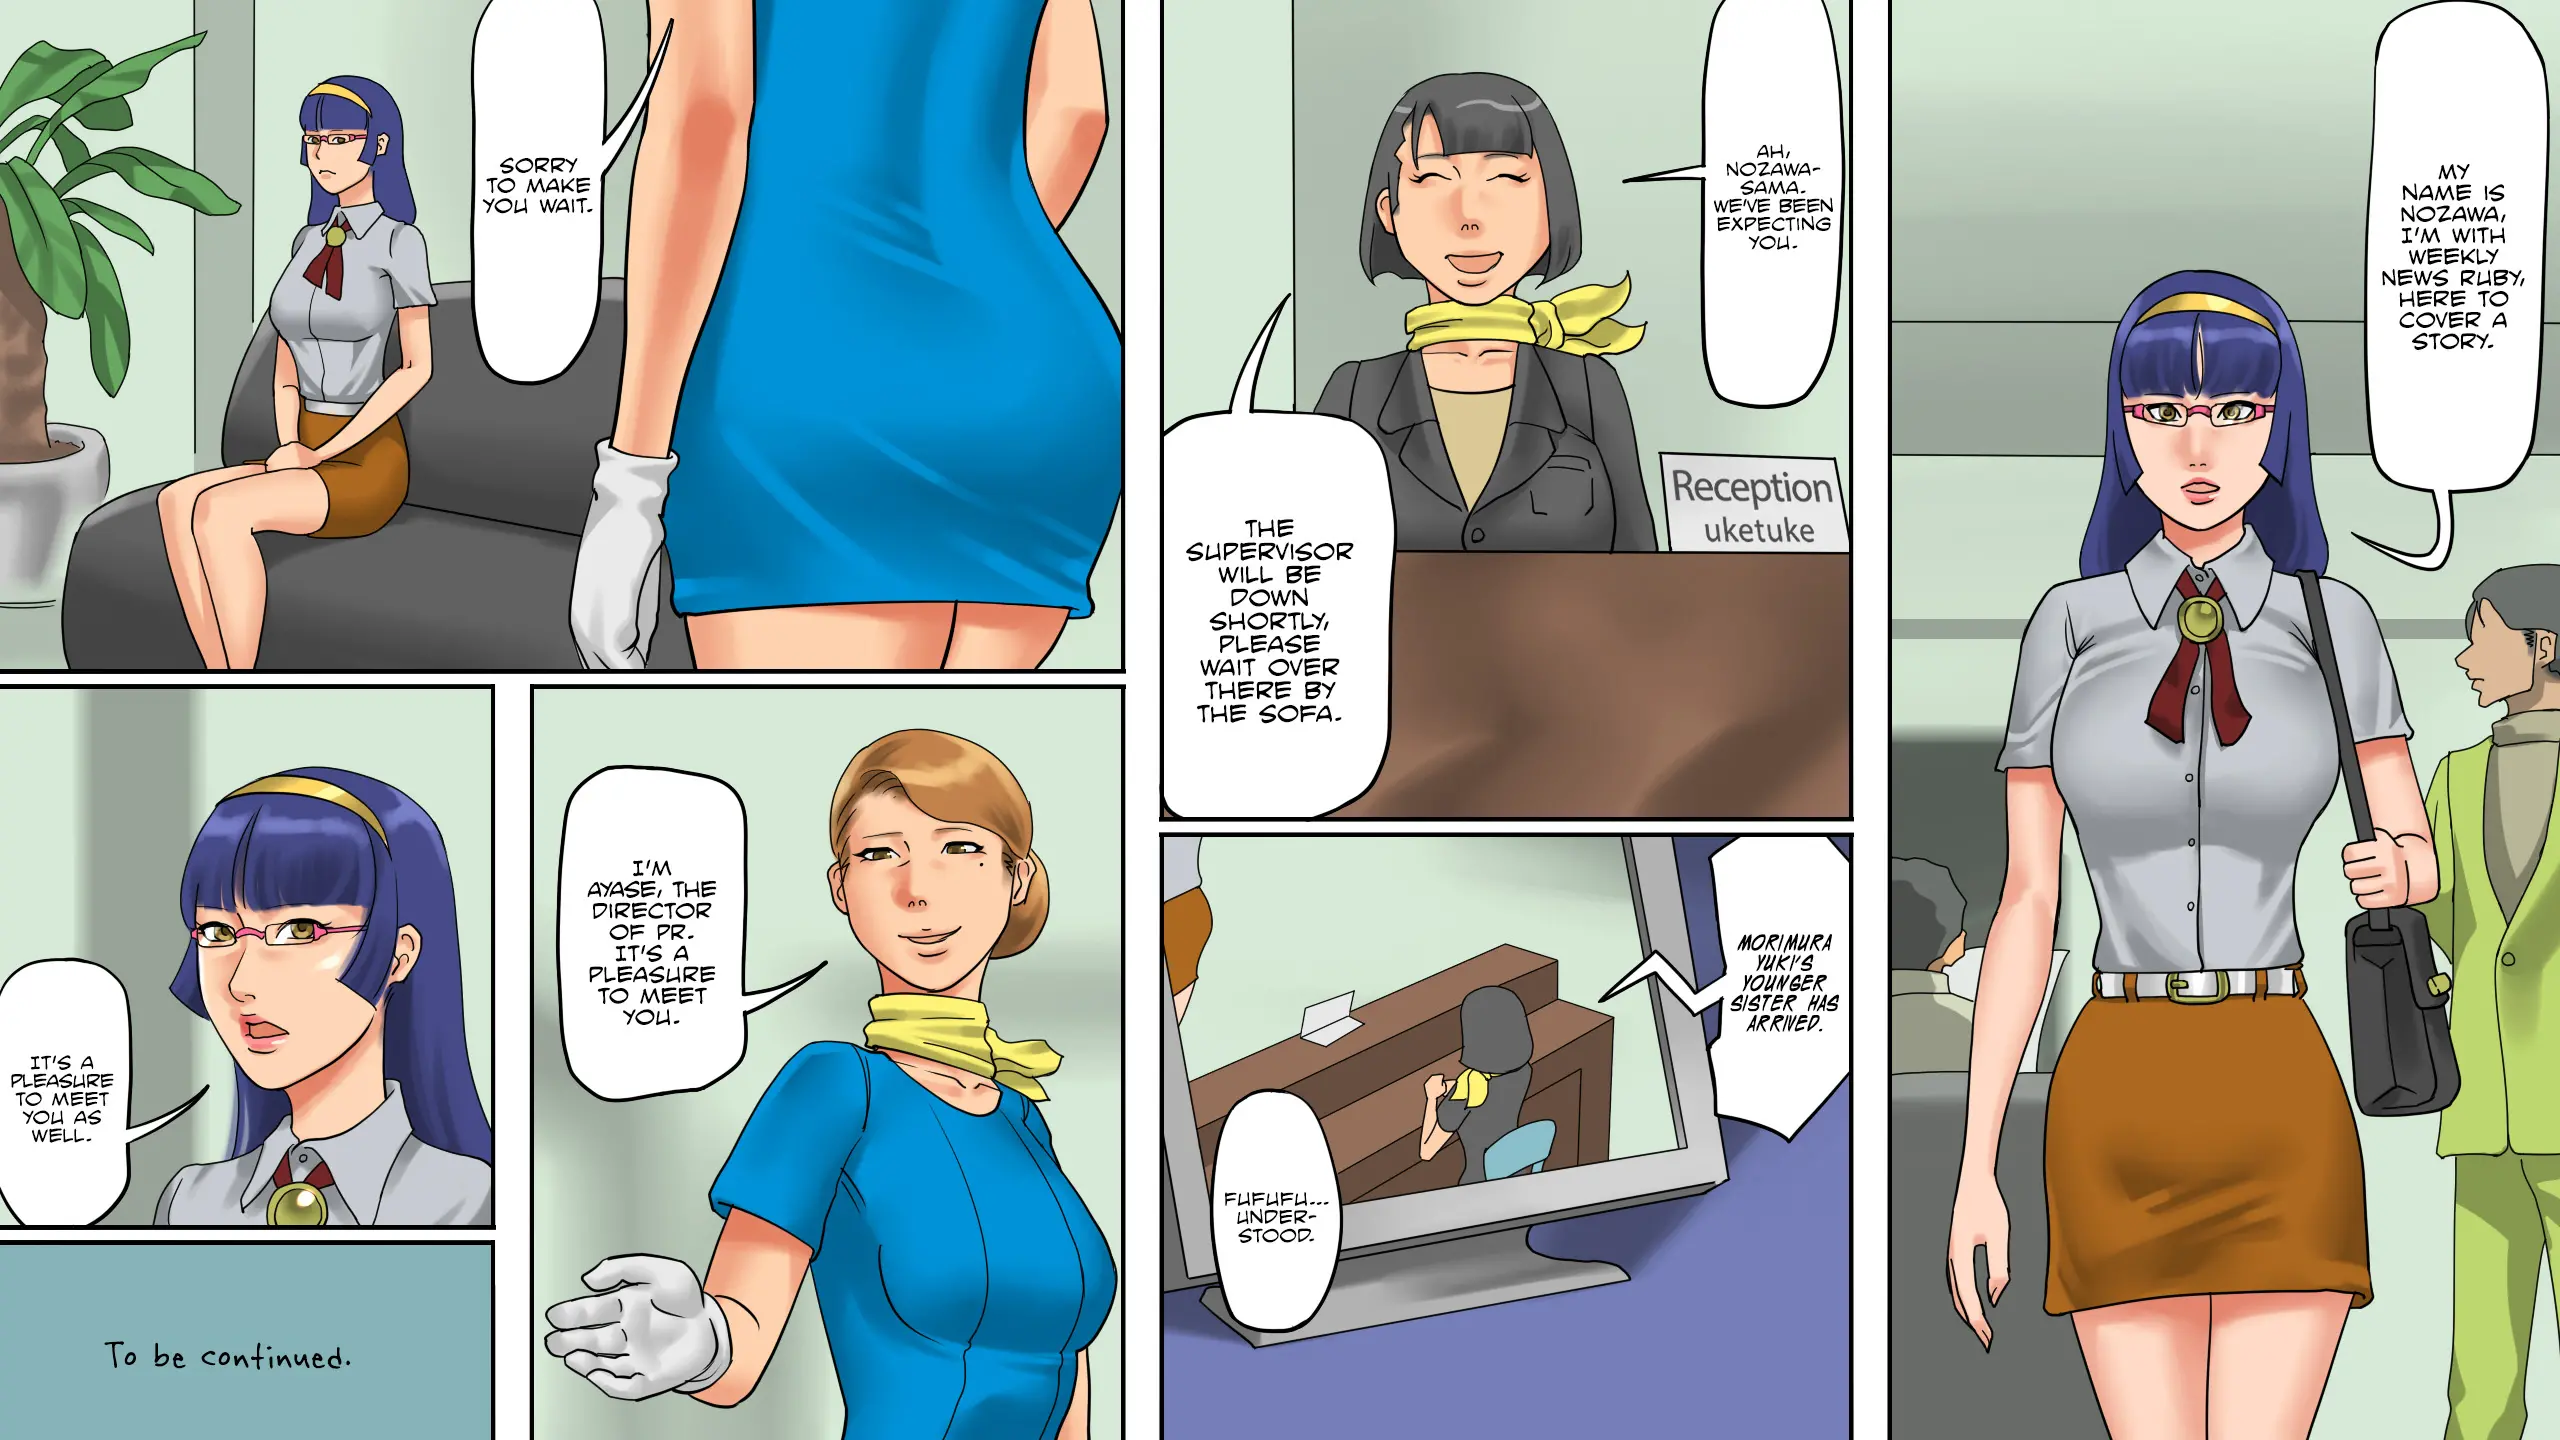 MY
NAME IS
NOZAWA,
I'M WITH
WEEKLY
NEWS RUBY,
HERE TO
COVER A
STORY.
AH,
NOZAWA-
SAMA.
WE'VE BEEN
EXPECTING
YOU.
THE
SUPERVISOR
WILL BE
DOWN
SHORTLY,
PLEASE
WAIT OVER
THERE BY
THE SOFA.
Reception
uketuke
MORIMURA
YUKI'S
YOUNGER
SISTER HAS
ARRIVED.
FUFUFU...
UNDER-
STOOD.
SORRY
TO MAKE
YOU WAIT.
I'M
AYASE, THE
DIRECTOR
OF PR.
IT'S A
PLEASURE
TO MEET
YOU.
IT'S A
PLEASURE
TO MEET
YOU AS
WELL.
To be continued.